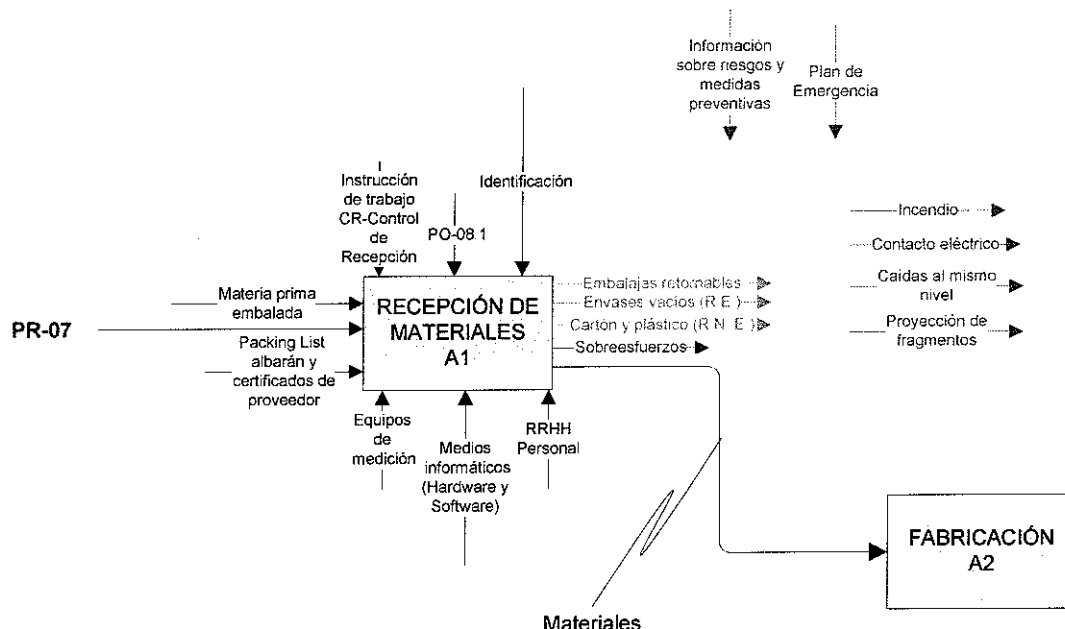 Información
sobre riesgos y
medidas
preventivas
Plan de
Emergencia
Instrucción
de trabajo
CR-Control
de
Recepción
PO-08.1
Identificación
Incendio
Contacto eléctrico
Caidas al mismo
nivel
Proyección de
fragmentos
Materia prima
embalada
PR-07
Packing List
albarán y
certificados de
proveedor
RECEPCIÓN DE
MATERIALES
A1
Embalajas retornables
Envases vacíos (R E )
Cartón y plástico (R N E )
Sobreesfuerzos
Equipos
de
medición
Medios
informáticos
(Hardware y
Software)
RRHH
Personal
FABRICACIÓN
A2
Materiales